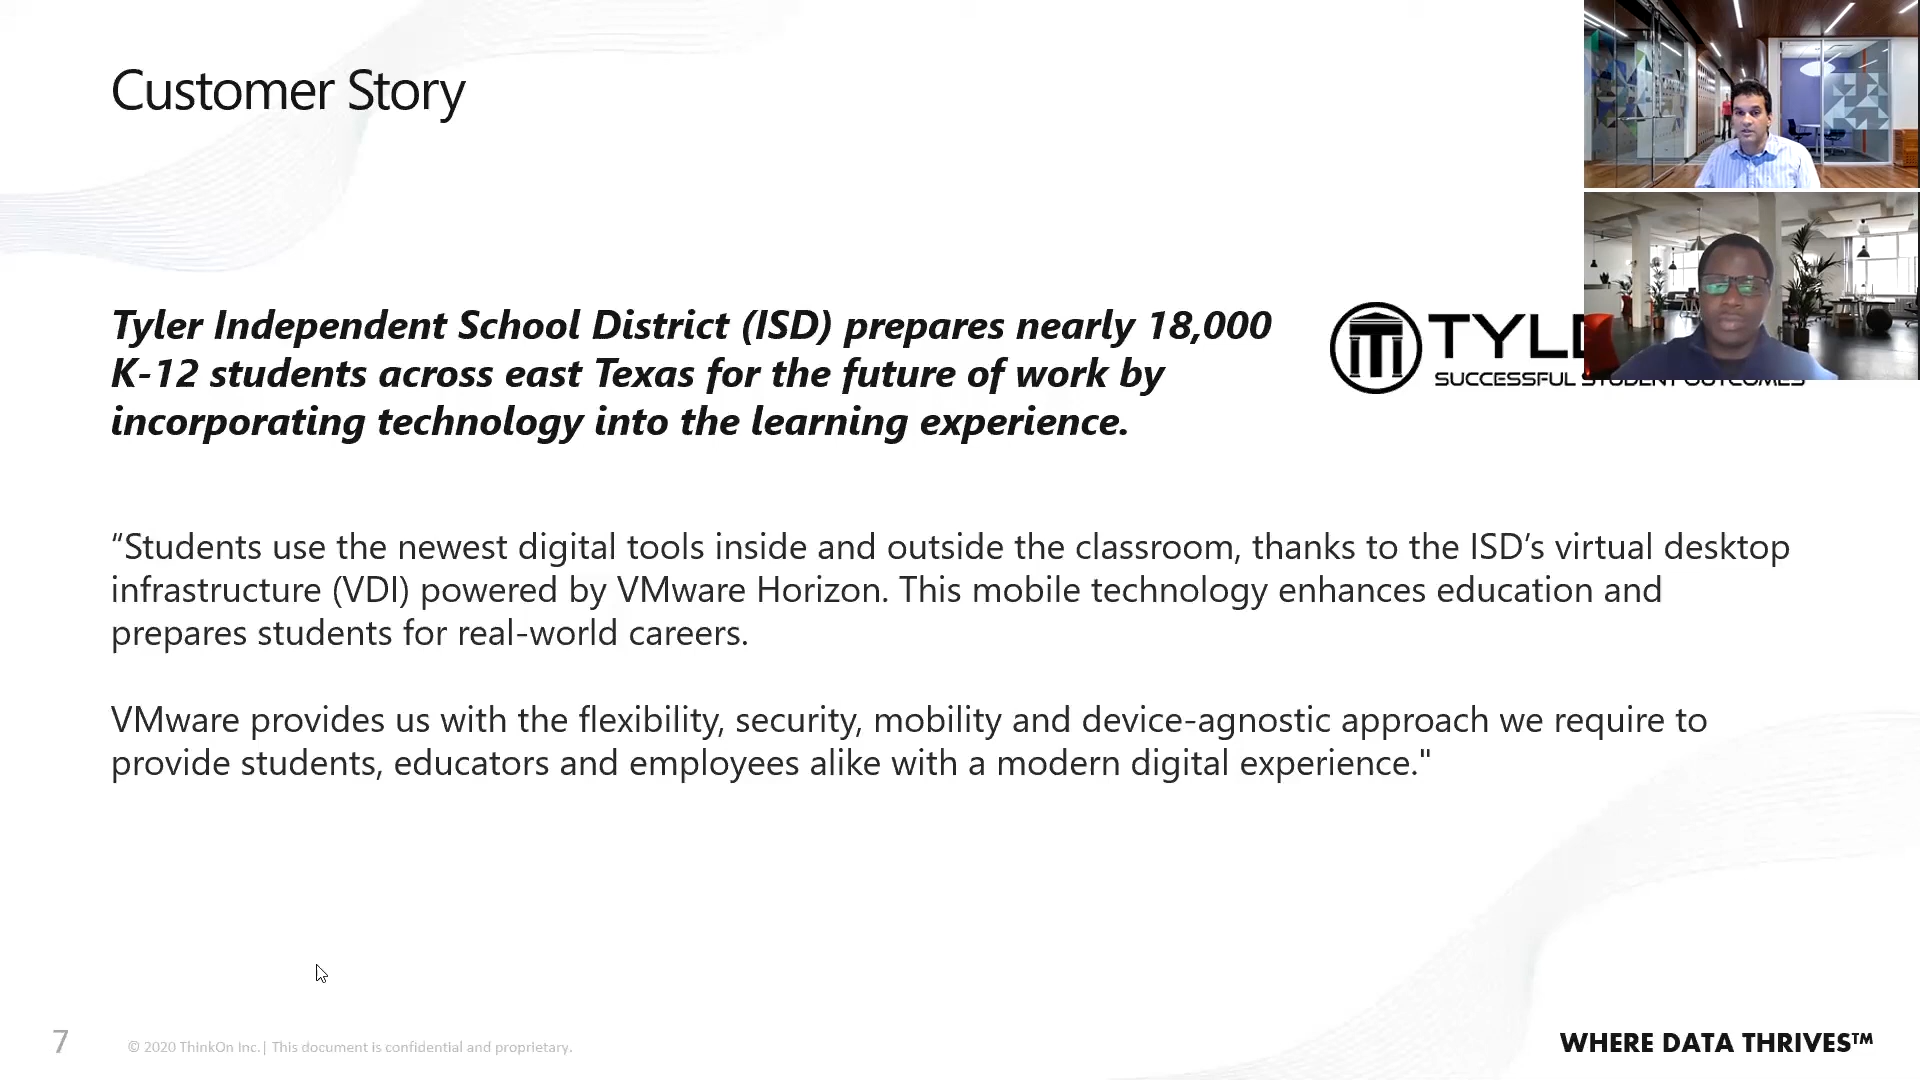 Customer Story
Tyler Independent School District (ISD) prepares nearly 18,000
K-12 students across east Texas for the future of work by
incorporating technology into the learning experience.
TYL
SUCCESSFUL STUDENT OUTCOMES
“Students use the newest digital tools inside and outside the classroom, thanks to the ISD’s virtual desktop
infrastructure (VDI) powered by VMware Horizon. This mobile technology enhances education and
prepares students for real-world careers.
VMware provides us with the flexibility, security, mobility and device-agnostic approach we require to
provide students, educators and employees alike with a modern digital experience."
7
© 2020 ThinkOn Inc.| This document is confidential and proprietary.
WHERE DATA THRIVES™